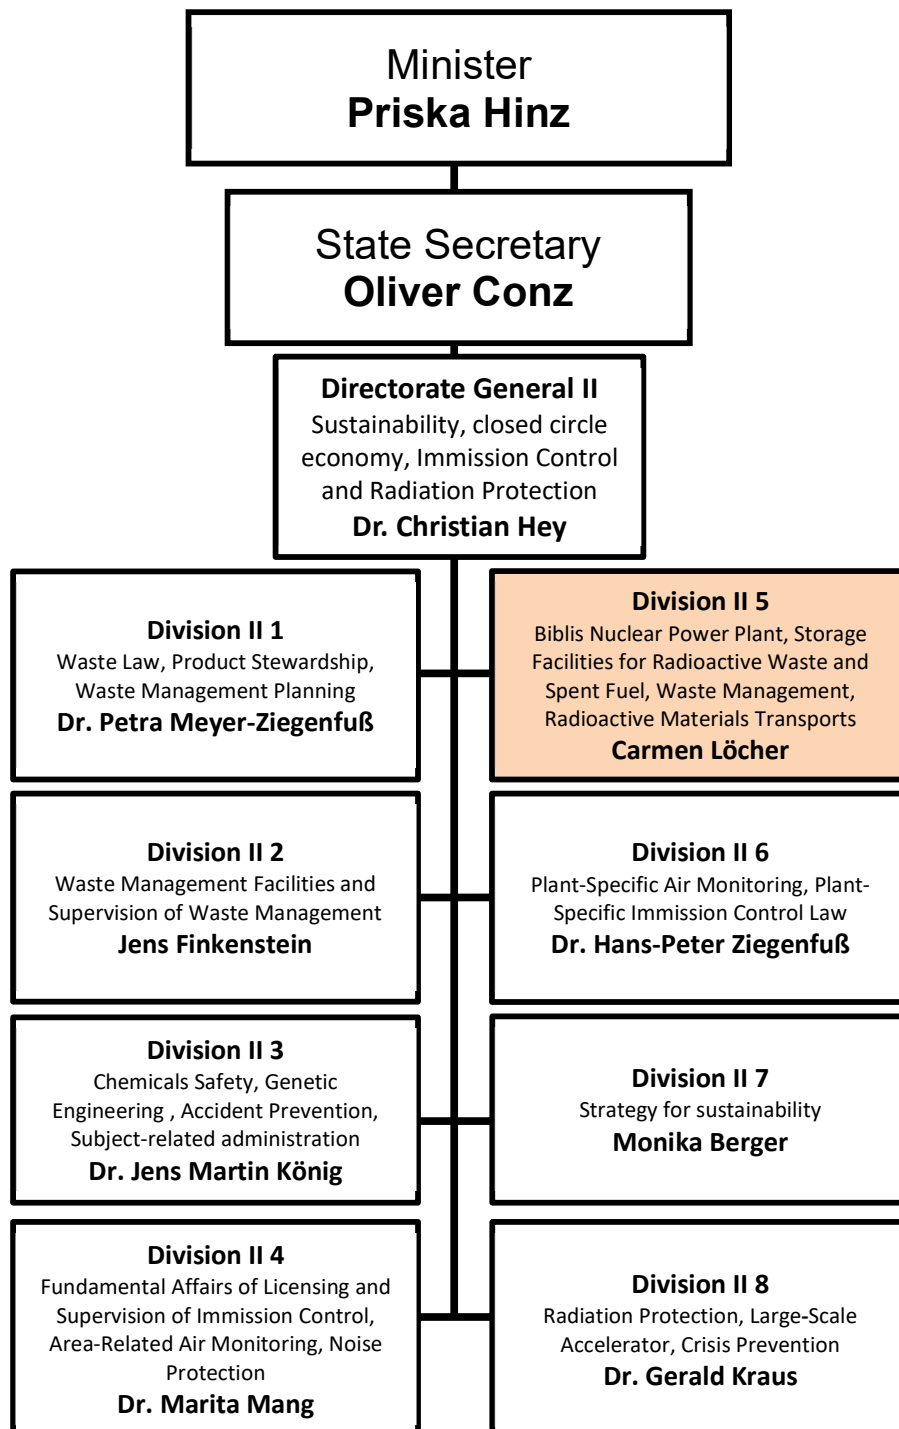 Minister
Priska Hinz
State Secretary
Oliver Conz
Directorate General II
Sustainability, closed circle
economy, Immission Control
and Radiation Protection
Dr. Christian Hey
Division II 1
Waste Law, Product Stewardship,
Waste Management Planning
Dr. Petra Meyer-Ziegenfuß
Division II 2
Waste Management Facilities and
Supervision of Waste Management
Jens Finkenstein
Division II 3
Chemicals Safety, Genetic
Engineering , Accident Prevention,
Subject-related administration
Dr. Jens Martin König
Division II 4
Fundamental Affairs of Licensing and
Supervision of Immission Control,
Area-Related Air Monitoring, Noise
Protection
Dr. Marita Mang
Division II 5
Biblis Nuclear Power Plant, Storage
Facilities for Radioactive Waste and
Spent Fuel, Waste Management,
Radioactive Materials Transports
Carmen Löcher
Division II 6
Plant-Specific Air Monitoring, Plant-
Specific Immission Control Law
Dr. Hans-Peter Ziegenfuß
Division II 7
Strategy for sustainability
Monika Berger
Division II 8
Radiation Protection, Large-Scale
Accelerator, Crisis Prevention
Dr. Gerald Kraus